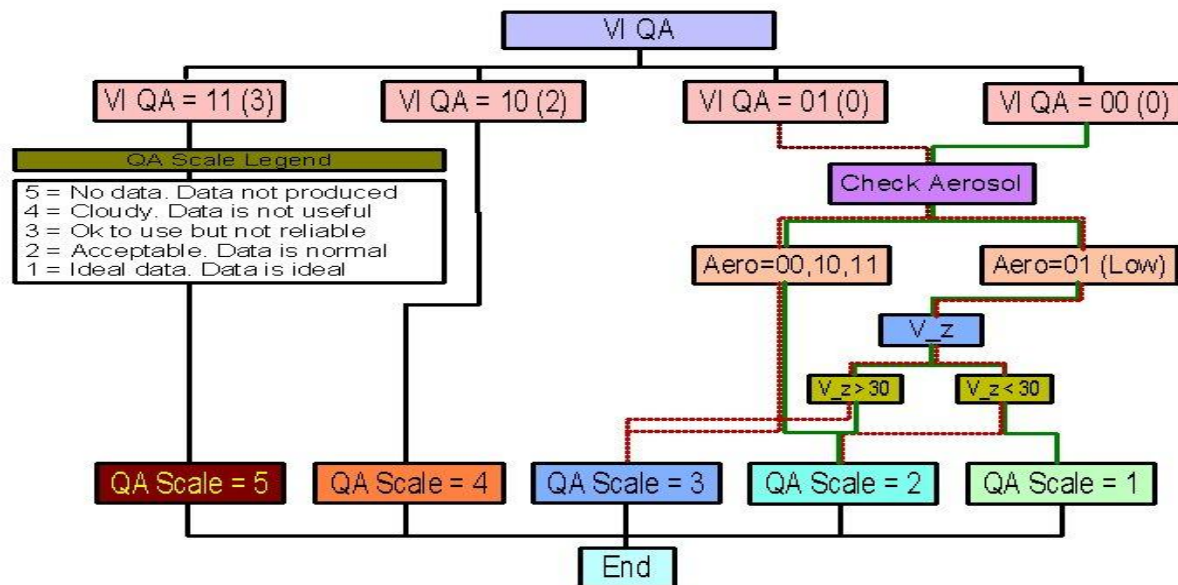 VI QA
VI QA = 11 (3)
VI QA = 10 (2)
VI QA = 01 (0)
VI QA = 00 (0)
QA Scale Legend
5 = No data. Data not produced
4 = Cloudy. Data is not useful
3 = Ok to use but not reliable
2 = Acceptable. Data is normal
1 = Ideal data. Data is ideal
Check Aerosol
Aero=00,10,11
Aero=01 (Low)
V_z
V_z>30
V_z<30
QA Scale = 5
QA Scale = 4
QA Scale = 3
QA Scale = 2
QA Scale = 1
End